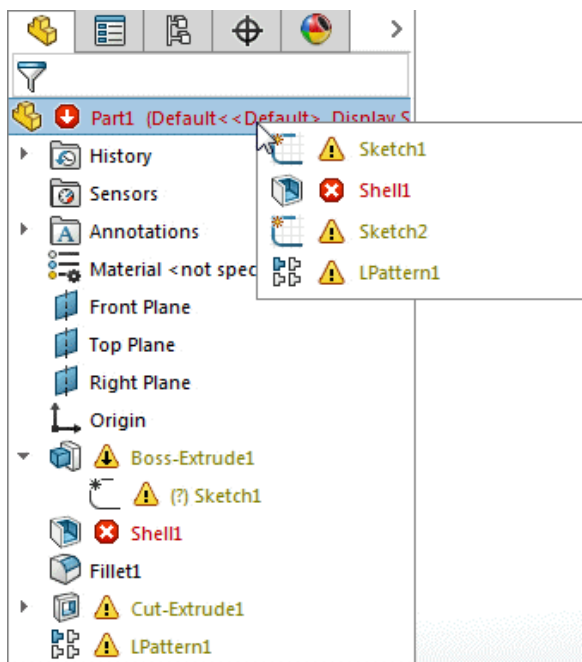 Part1 (Default<<Default>_Display S
Sketch1
Shell1
Sketch2
LPattern1
History
Sensors
Annotations
Material <not spec
Front Plane
Top Plane
Right Plane
Origin
Boss-Extrude1
(?) Sketch1
Shell1
Fillet1
Cut-Extrude1
LPattern1